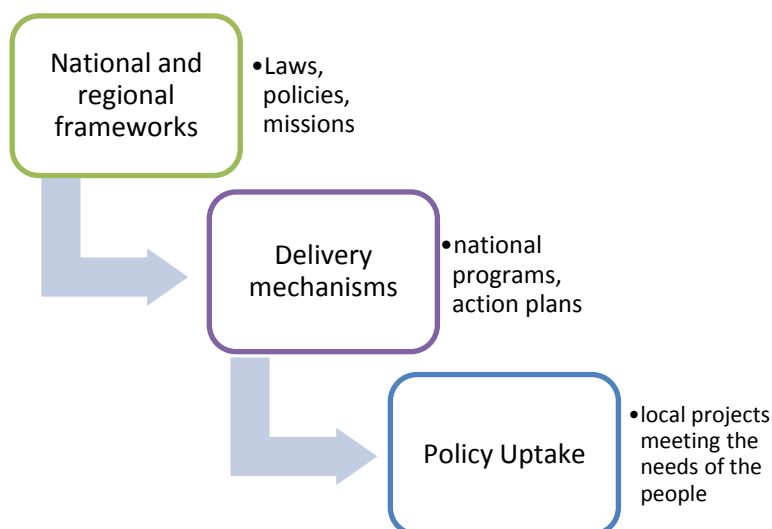 National and
regional
frameworks
•Laws,
policies,
missions
Delivery
mechanisms
•national
programs,
action plans
Policy Uptake
•local projects
meeting the
needs of the
people